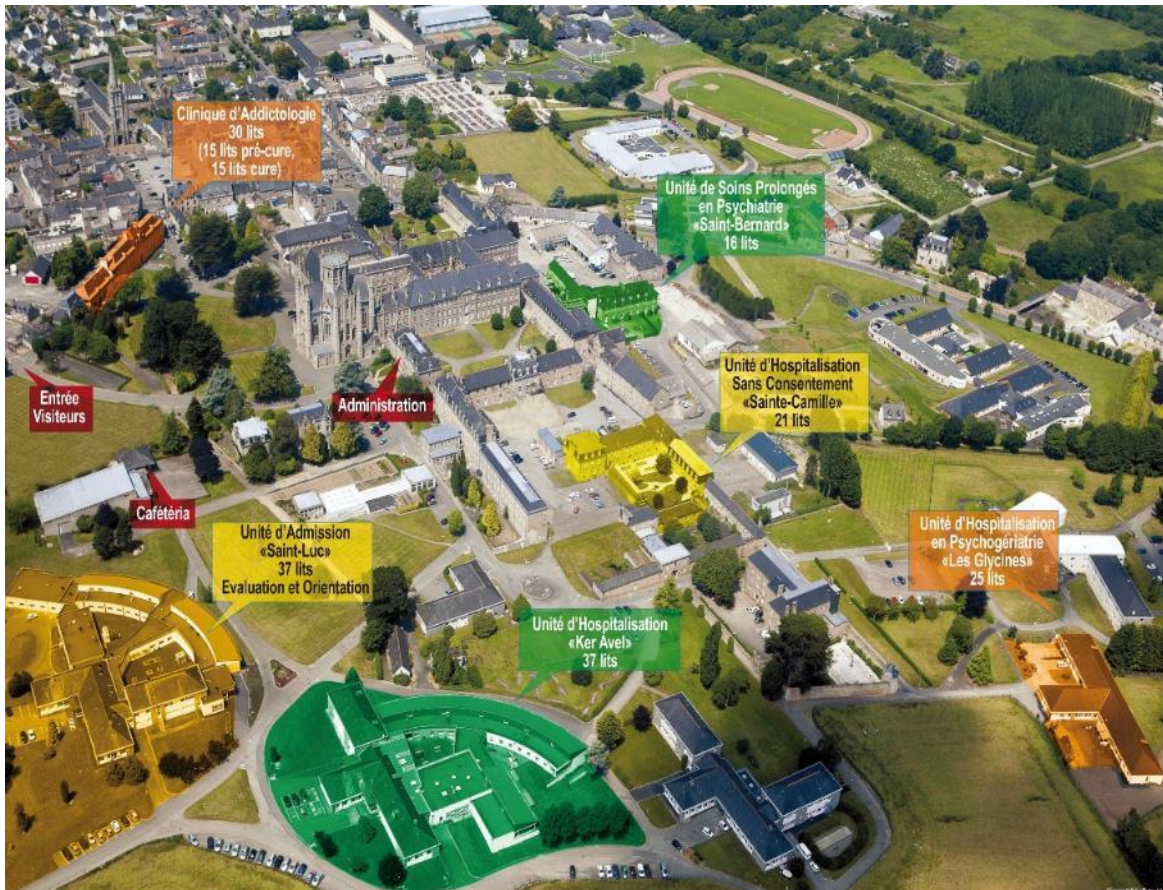 Clinique d'Addictologie
30 lits
(15 lits pré-cure,
15 lits cure)
Unité de Soins Prolongés
en Psychiatrie
«Saint-Bernard»
16 lits
Unité d'Hospitalisation
Sans Consentement
«Sainte-Camille»
21 lits
Entrée
Visiteurs
Administration
Cafétéria
Unité d'Admission
«Saint-Luc»
37 lits
Evaluation et Orientation
Unité d'Hospitalisation
en Psychogériatrie
«Les Glycines»
25 lits
Unité d'Hospitalisation
«Ker Avel»
37 lits